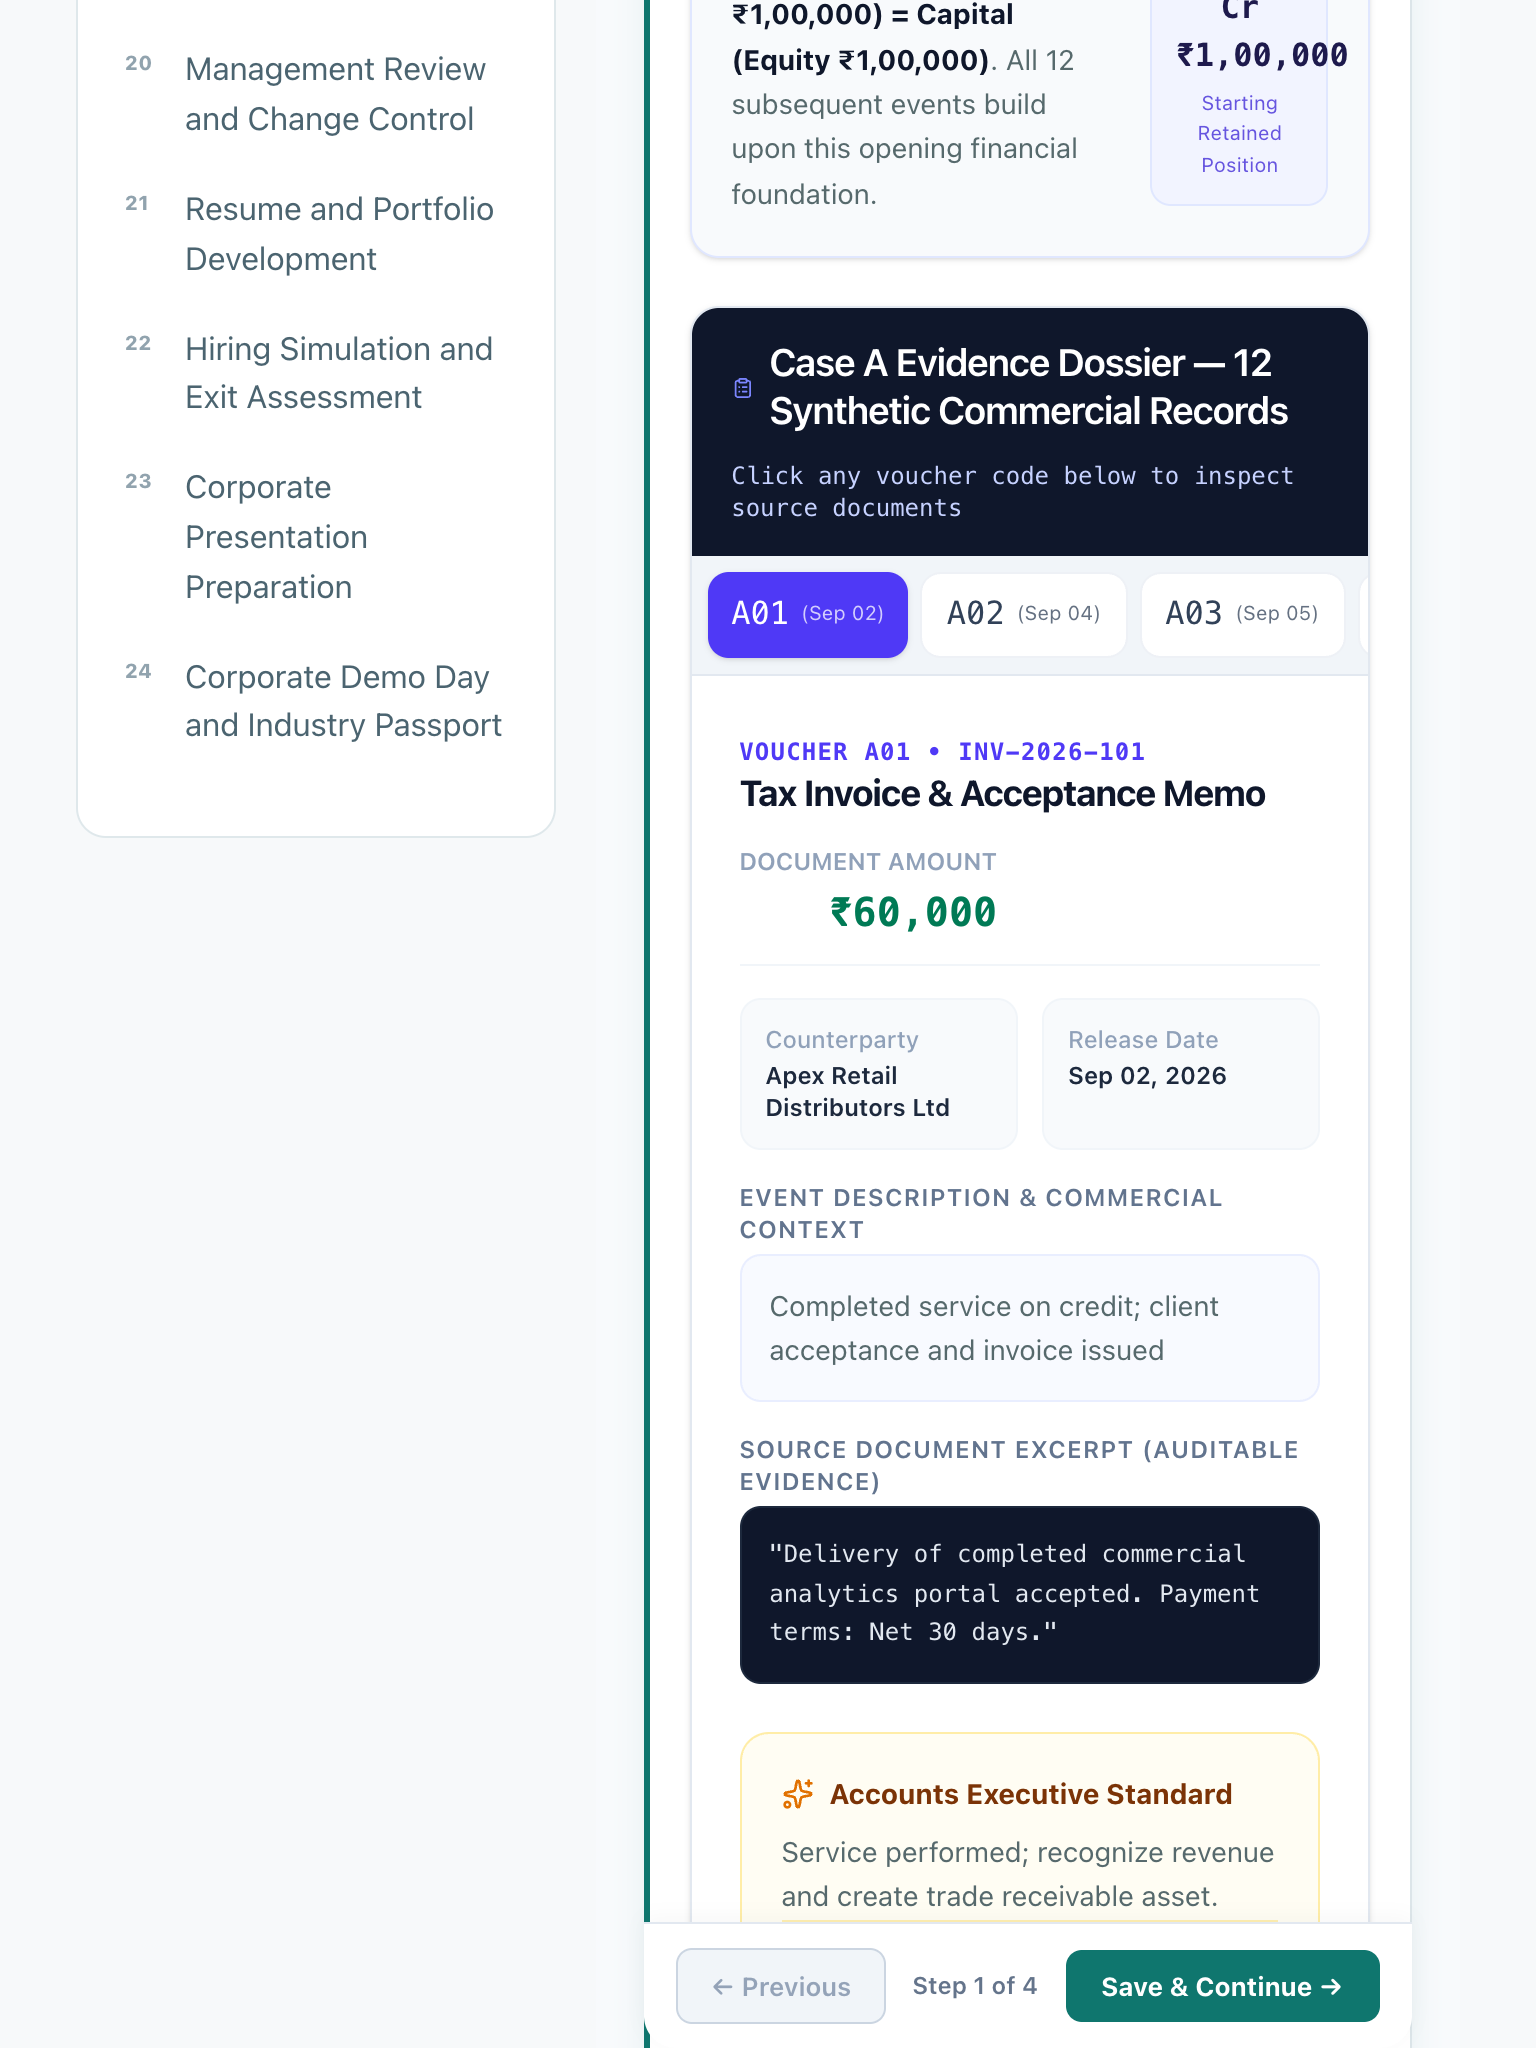 20 Management Review
and Change Control
21 Resume and Portfolio
Development
22 Hiring Simulation and
Exit Assessment
23 Corporate
Presentation
Preparation
24 Corporate Demo Day
and Industry Passport
₹1,00,000) = Capital
(Equity ₹1,00,000). All 12
subsequent events build
upon this opening financial
foundation.
Cr
₹1,00,000
Starting
Retained
Position
Case A Evidence Dossier — 12
Synthetic Commercial Records
Click any voucher code below to inspect
source documents
A01 (Sep 02) A02 (Sep 04) A03 (Sep 05)
VOUCHER A01 • INV-2026-101
Tax Invoice & Acceptance Memo
DOCUMENT AMOUNT
₹60,000
Counterparty
Apex Retail
Distributors Ltd
Release Date
Sep 02, 2026
EVENT DESCRIPTION & COMMERCIAL
CONTEXT
Completed service on credit; client
acceptance and invoice issued
SOURCE DOCUMENT EXCERPT (AUDITABLE
EVIDENCE)
"Delivery of completed commercial
analytics portal accepted. Payment
terms: Net 30 days."
Accounts Executive Standard
Service performed; recognize revenue
and create trade receivable asset.
← Previous Step 1 of 4 Save & Continue →